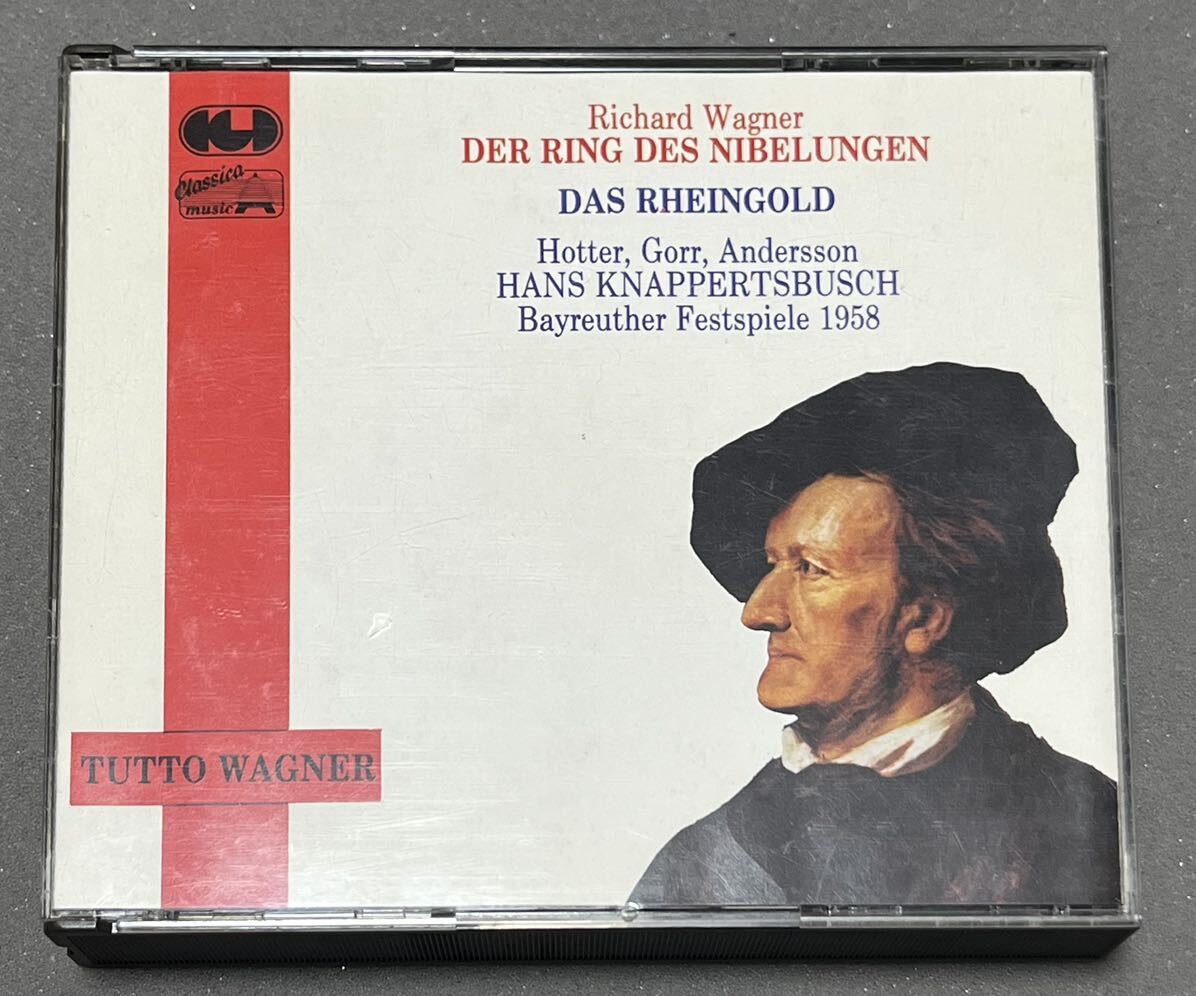 Classica
music
Richard Wagner
DER RING DES NIBELUNGEN
DAS RHEINGOLD
Hotter, Gorr, Andersson
HANS KNAPPERTSBUSCH
Bayreuther Festspiele 1958
TUTTO WAGNER